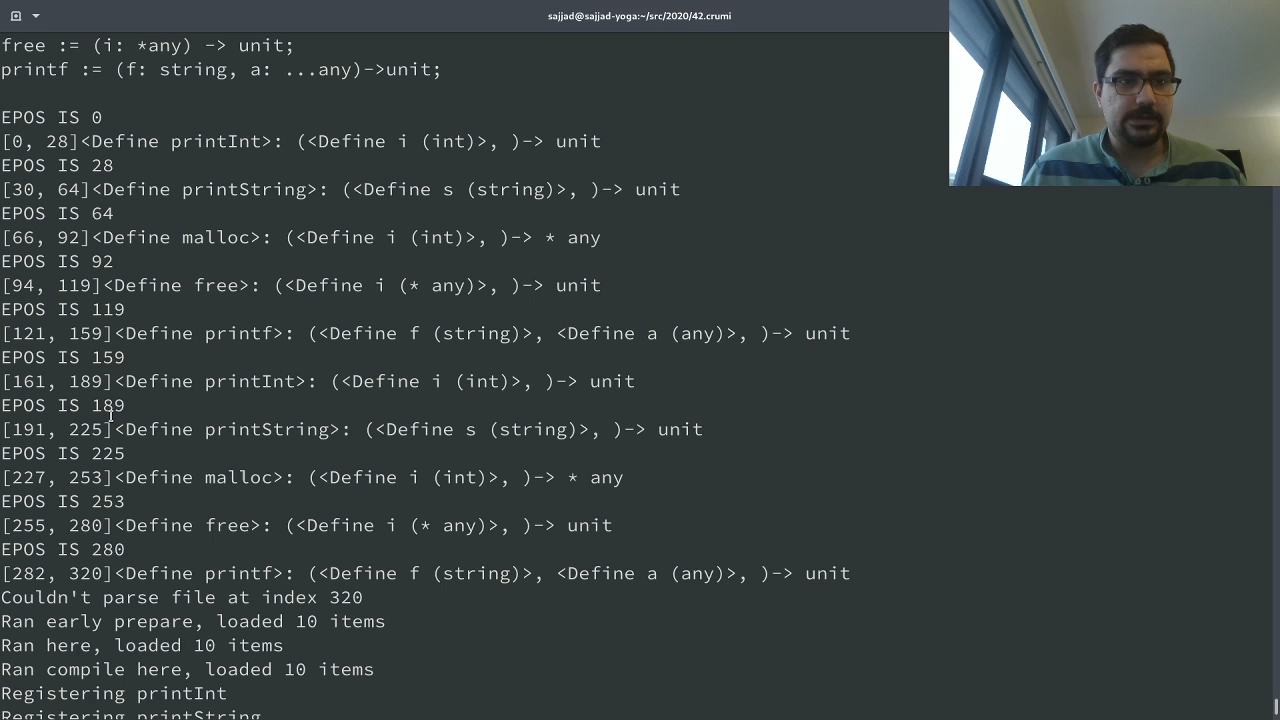 sajjad@sajjad-yoga:~/src/2020/42.crumi
free := (i: *any) -> unit;
printf := (f: string, a: ...any)->unit;
EPOS IS 0
[0, 28]<Define printInt>: (<Define i (int)>, )-> unit
EPOS IS 28
[30, 64]<Define printString>: (<Define s (string)>, )-> unit
EPOS IS 64
[66, 92]<Define malloc>: (<Define i (int)>, )-> * any
EPOS IS 92
[94, 119]<Define free>: (<Define i (* any)>, )-> unit
EPOS IS 119
[121, 159]<Define printf>: (<Define f (string)>, <Define a (any)>, )-> unit
EPOS IS 159
[161, 189]<Define printInt>: (<Define i (int)>, )-> unit
EPOS IS 189
[191, 225]<Define printString>: (<Define s (string)>, )-> unit
EPOS IS 225
[227, 253]<Define malloc>: (<Define i (int)>, )-> * any
EPOS IS 253
[255, 280]<Define free>: (<Define i (* any)>, )-> unit
EPOS IS 280
[282, 320]<Define printf>: (<Define f (string)>, <Define a (any)>, )-> unit
Couldn't parse file at index 320
Ran early prepare, loaded 10 items
Ran here, loaded 10 items
Ran compile here, loaded 10 items
Registering printInt
Registering printString